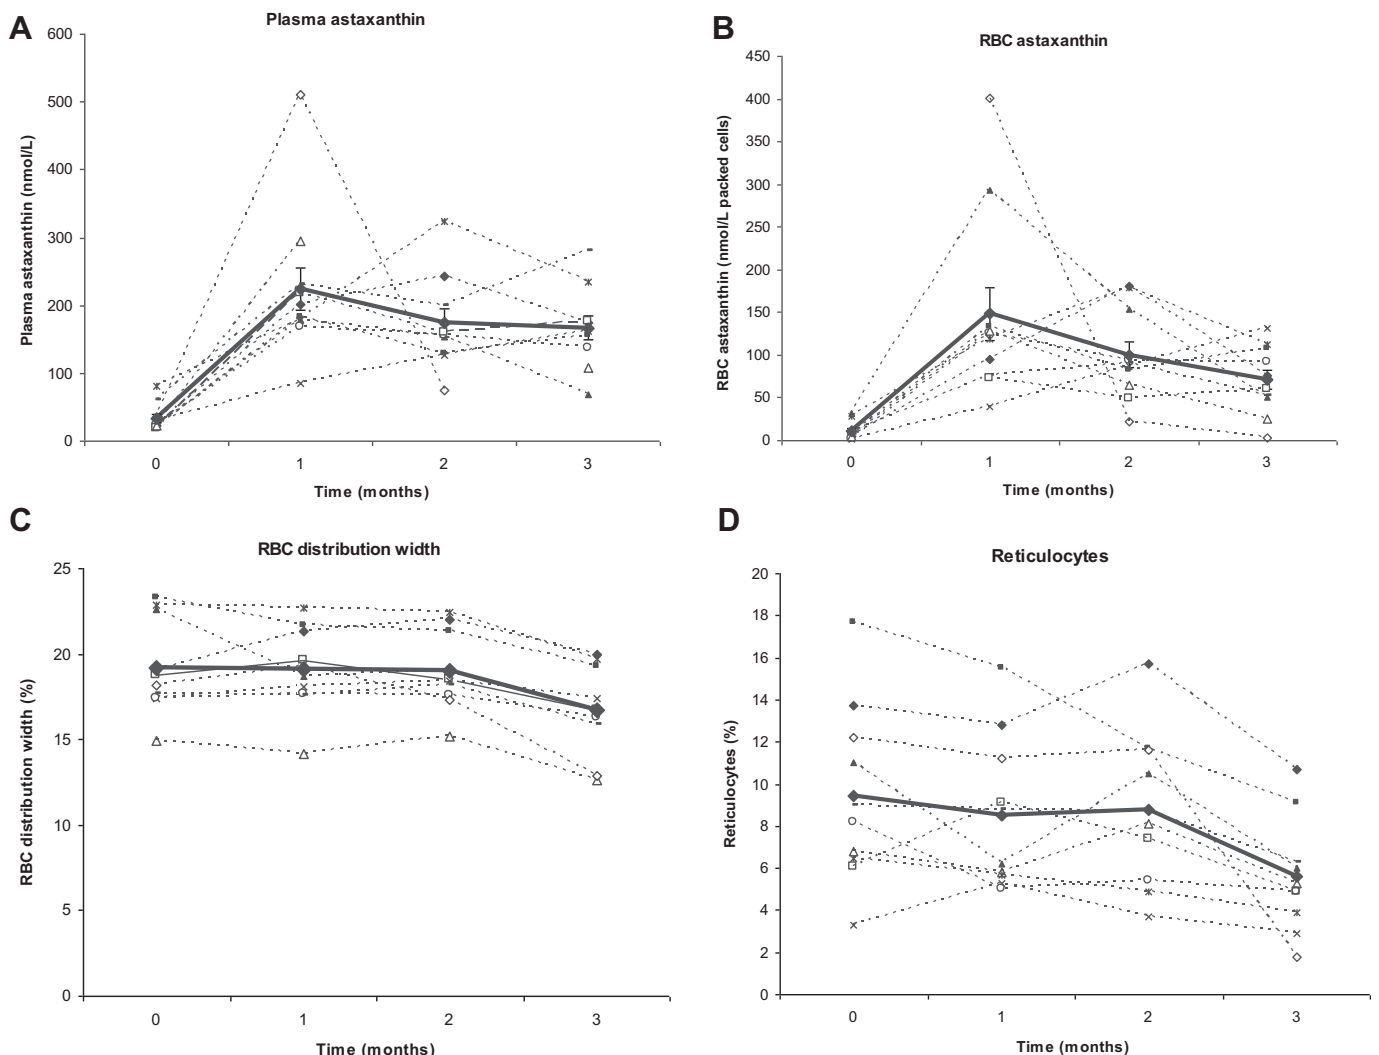 A
Plasma astaxanthin
600
500
400
300
200
100
0
Plasma astaxanthin (nmol/L)
0 1 2 3
Time (months)
B
RBC astaxanthin
450
400
350
300
250
200
150
100
50
0
RBC astaxanthin (nmol/L packed cells)
0 1 2 3
Time (months)
C
RBC distribution width
25
20
15
10
5
0
RBC distribution width (%)
0 1 2 3
Time (months)
D
Reticulocytes
20
18
16
14
12
10
8
6
4
2
0
Reticulocytes (%)
0 1 2 3
Time (months)